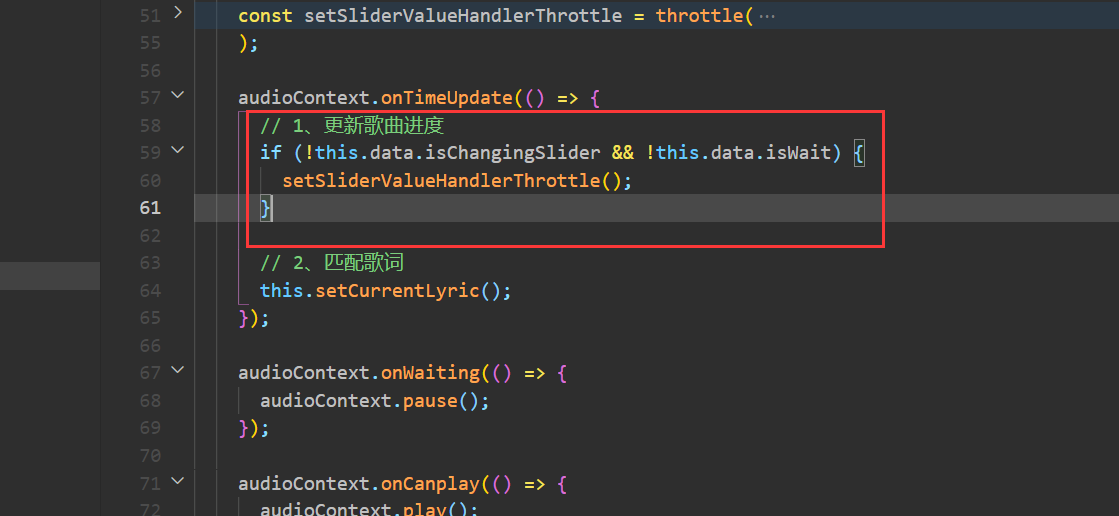 51 const setSliderValueHandlerThrottle = throttle(···
55 );
56
57 audioContext.onTimeUpdate(() => {
58 // 1、更新歌曲进度
59 if (!this.data.isChangingSlider && !this.data.isWait) {
60 setSliderValueHandlerThrottle();
61 }
62
63 // 2、匹配歌词
64 this.setCurrentLyric();
65 });
66
67 audioContext.onWaiting(() => {
68 audioContext.pause();
69 });
70
71 audioContext.onCanplay(() => {
72 audioContext.play();